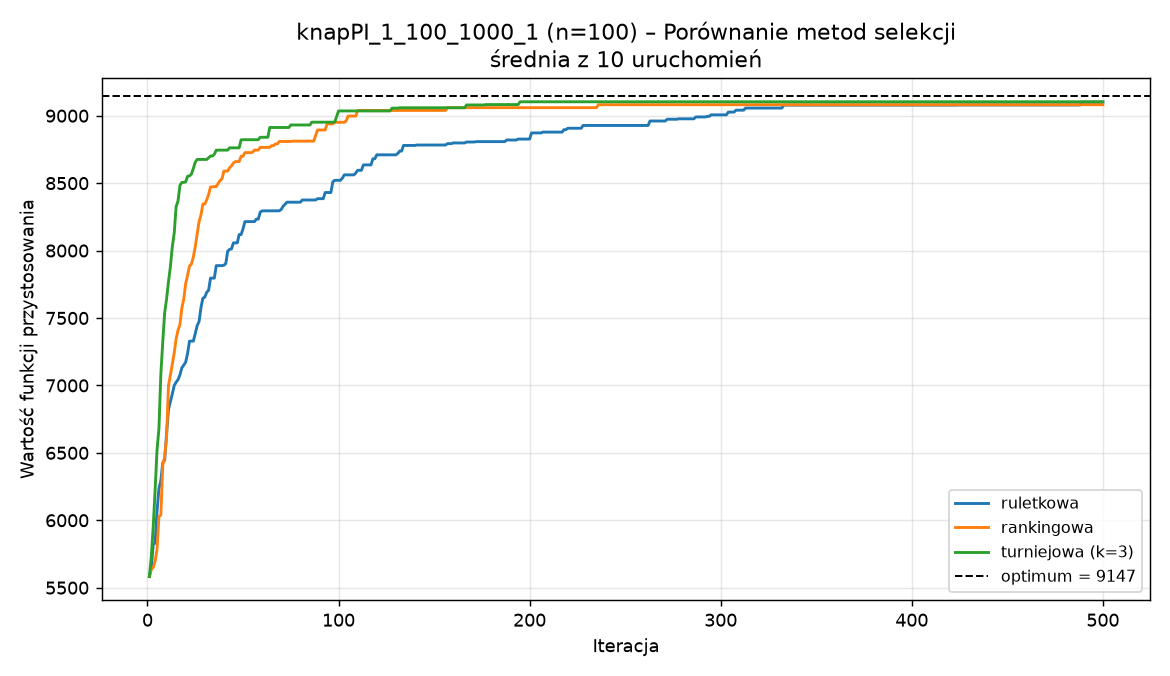 knapPI_1_100_1000_1 (n=100) – Porównanie metod selekcji
średnia z 10 uruchomień
Wartość funkcji przystosowania
9000
8500
8000
7500
7000
6500
6000
5500
0
100
200
300
400
500
Iteracja
ruletkowa
rankingowa
turniejowa (k=3)
optimum = 9147